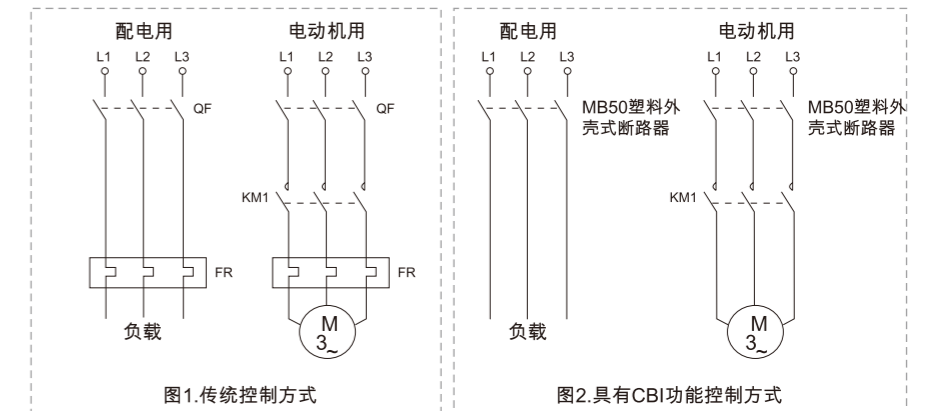 配电用
L1 L2 L3
QF
FR
负载
电动机用
L1 L2 L3
QF
KM1
FR
M
3~
图1.传统控制方式
配电用
L1 L2 L3
MB50塑料外
壳式断路器
负载
电动机用
L1 L2 L3
MB50塑料外
壳式断路器
KM1
M
3~
图2.具有CBI功能控制方式